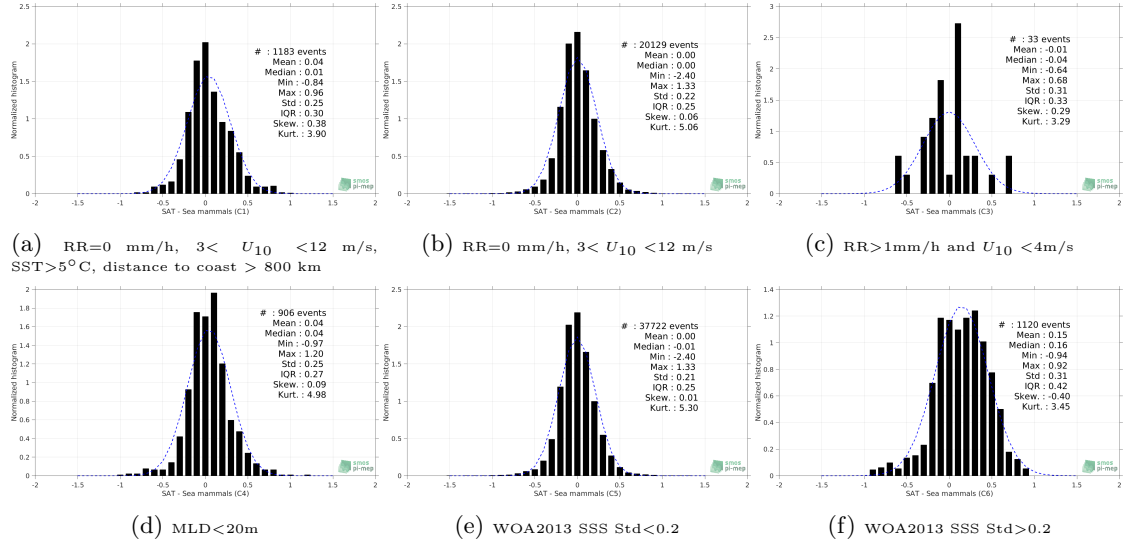 2.5
2
1.5
1
0.5
0
Normalized histogram
# : 1183 events
Mean : 0.04
Median : 0.01
Min : -0.84
Max : 0.96
Std : 0.25
IQR : 0.30
Skew. : 0.38
Kurt. : 3.90
smos
pi-mep
-2 -1.5 -1 -0.5 0 0.5 1 1.5 2
SAT - Sea mammals (C1)
(a) RR=0 mm/h, 3< U10 <12 m/s,
SST>5°C, distance to coast > 800 km
2.5
2
1.5
1
0.5
0
Normalized histogram
# : 20129 events
Mean : 0.00
Median : 0.00
Min : -2.40
Max : 1.33
Std : 0.22
IQR : 0.25
Skew. : 0.06
Kurt. : 5.06
smos
pi-mep
-2 -1.5 -1 -0.5 0 0.5 1 1.5 2
SAT - Sea mammals (C2)
(b) RR=0 mm/h, 3< U10 <12 m/s
3
2.5
2
1.5
1
0.5
0
Normalized histogram
# : 33 events
Mean : -0.01
Median : -0.04
Min : -0.64
Max : 0.68
Std : 0.31
IQR : 0.33
Skew. : 0.29
Kurt. : 3.29
smos
pi-mep
-2 -1.5 -1 -0.5 0 0.5 1 1.5 2
SAT - Sea mammals (C3)
(c) RR>1mm/h and U10 <4m/s
2
1.8
1.6
1.4
1.2
1
0.8
0.6
0.4
0.2
0
Normalized histogram
# : 906 events
Mean : 0.04
Median : 0.04
Min : -0.97
Max : 1.20
Std : 0.25
IQR : 0.27
Skew. : 0.09
Kurt. : 4.98
smos
pi-mep
-2 -1.5 -1 -0.5 0 0.5 1 1.5 2
SAT - Sea mammals (C4)
(d) MLD<20m
2.5
2
1.5
1
0.5
0
Normalized histogram
# : 37722 events
Mean : 0.00
Median : -0.01
Min : -2.40
Max : 1.33
Std : 0.21
IQR : 0.25
Skew. : 0.01
Kurt. : 5.30
smos
pi-mep
-2 -1.5 -1 -0.5 0 0.5 1 1.5 2
SAT - Sea mammals (C5)
(e) WOA2013 SSS Std<0.2
1.4
1.2
1
0.8
0.6
0.4
0.2
0
Normalized histogram
# : 1120 events
Mean : 0.15
Median : 0.16
Min : -0.94
Max : 0.92
Std : 0.31
IQR : 0.42
Skew. : -0.40
Kurt. : 3.45
smos
pi-mep
-2 -1.5 -1 -0.5 0 0.5 1 1.5 2
SAT - Sea mammals (C6)
(f) WOA2013 SSS Std>0.2